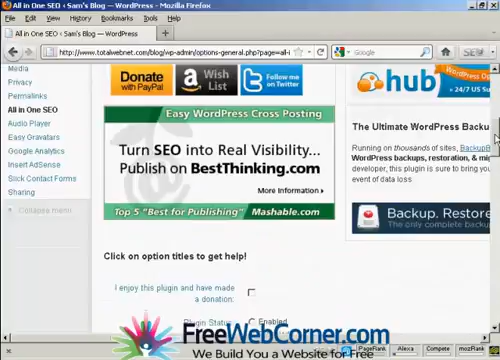 All in One SEO ‹ Sam's Blog — WordPress - Mozilla Firefox
File Edit View History Bookmarks Tools Help
All in One SEO ‹ Sam's Blog — WordPress
http://www.totalwebnet.com/blog/wp-admin/options-general.php?page=all-i
Google
SEO
Media
Privacy
Permalinks
All in One SEO
Audio Player
Easy Gravatars
Google Analytics
Insert AdSense
Slick Contact Forms
Sharing
Collapse menu
Donate
with PayPal
My Amazon
Wish
List
Follow me
on Twitter
Easy WordPress Cross Posting
Turn SEO into Real Visibility...
Publish on BestThinking.com
More Information
Top 5 "Best for Publishing" Mashable.com
Click on option titles to get help!
I enjoy this plugin and have made
a donation:
Plugin Status
Enabled
hub
WordPress Op
24/7 US Su
The Ultimate WordPress Backu
Running on thousands of sites, BackupB
WordPress backups, restoration, & mig
developer, this plugin is sure to bring you
event of data loss.
Backup. Restore
The only complete backup
FreeWebCorner.com
We Build You a Website for Free
PageRank Alexa Compete mozRank